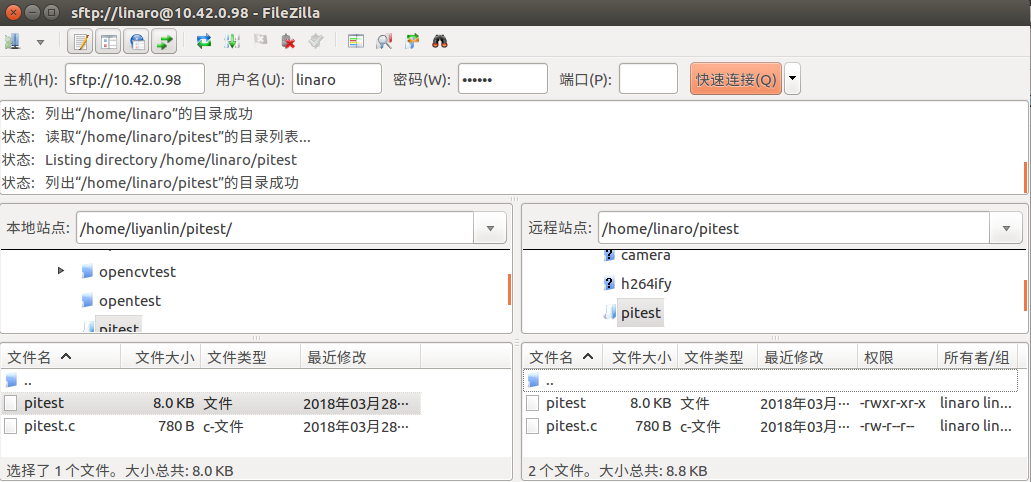 sftp://linaro@10.42.0.98 - FileZilla
主机(H): sftp://10.42.0.98 用户名(U): linaro 密码(W): •••••• 端口(P): 快速连接(Q)
状态: 列出“/home/linaro”的目录成功
状态: 读取“/home/linaro/pitest”的目录列表...
状态: Listing directory /home/linaro/pitest
状态: 列出“/home/linaro/pitest”的目录成功
本地站点: /home/liyanlin/pitest/
opencvtest
opentest
pitest
文件名 文件大小 文件类型 最近修改
..
pitest 8.0 KB 文件 2018年03月28…
pitest.c 780 B c-文件 2018年03月28…
选择了 1 个文件。大小总共: 8.0 KB
远程站点: /home/linaro/pitest
camera
h264ify
pitest
文件名 文件大小 文件类型 最近修改 权限 所有者/组
..
pitest 8.0 KB 文件 2018年03月… -rwxr-xr-x linaro lin...
pitest.c 780 B c-文件 2018年03月… -rw-r--r-- linaro lin...
2 个文件。大小总共: 8.8 KB